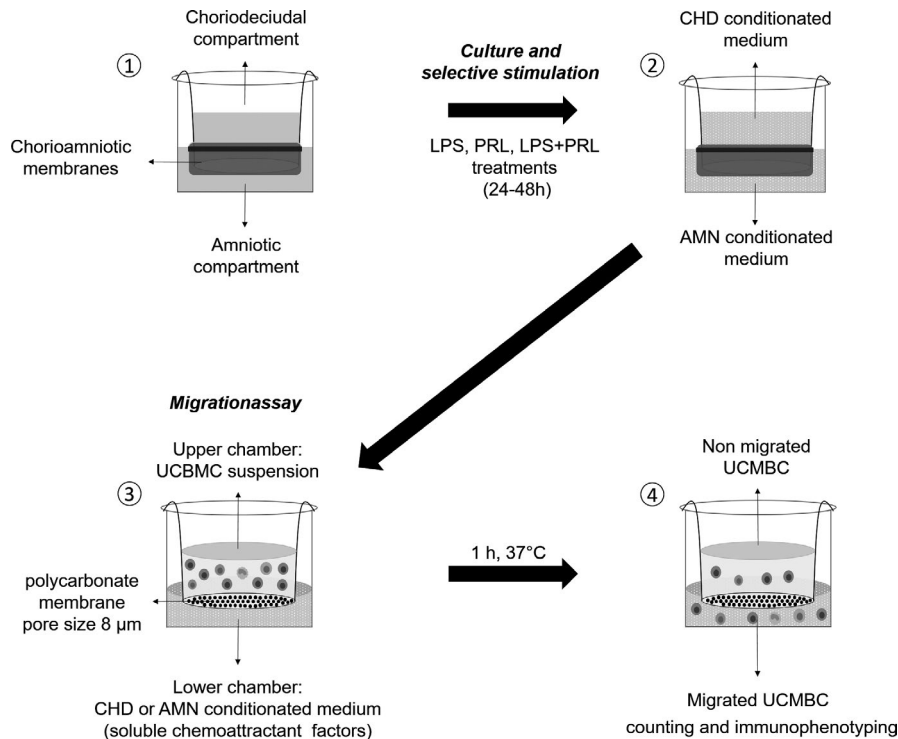 Choriodeciudal
compartment
①
Chorioamniotic
membranes
Amniotic
compartment
Culture and
selective stimulation
LPS, PRL, LPS+PRL
treatments
(24-48h)
CHD conditionated
medium
②
AMN conditionated
medium
Migrationassay
Upper chamber:
UCBMC suspension
③
polycarbonate
membrane
pore size 8 µm
Lower chamber:
CHD or AMN conditionated medium
(soluble chemoattractant factors)
1 h, 37°C
Non migrated
UCMBC
④
Migrated UCMBC
counting and immunophenotyping